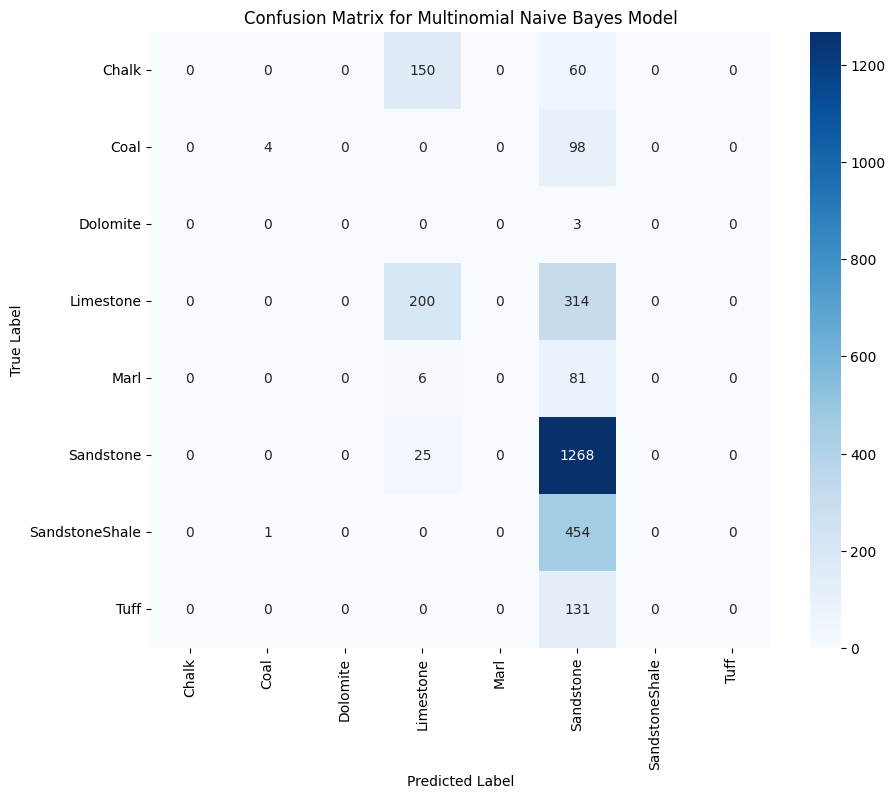 Confusion Matrix for Multinomial Naive Bayes Model
True Label
Chalk 0 0 0 150 0 60 0 0
Coal 0 4 0 0 0 98 0 0
Dolomite 0 0 0 0 0 3 0 0
Limestone 0 0 0 200 0 314 0 0
Marl 0 0 0 6 0 81 0 0
Sandstone 0 0 0 25 0 1268 0 0
SandstoneShale 0 1 0 0 0 454 0 0
Tuff 0 0 0 0 0 131 0 0
Chalk Coal Dolomite Limestone Marl Sandstone SandstoneShale Tuff
Predicted Label
1200
1000
800
600
400
200
0